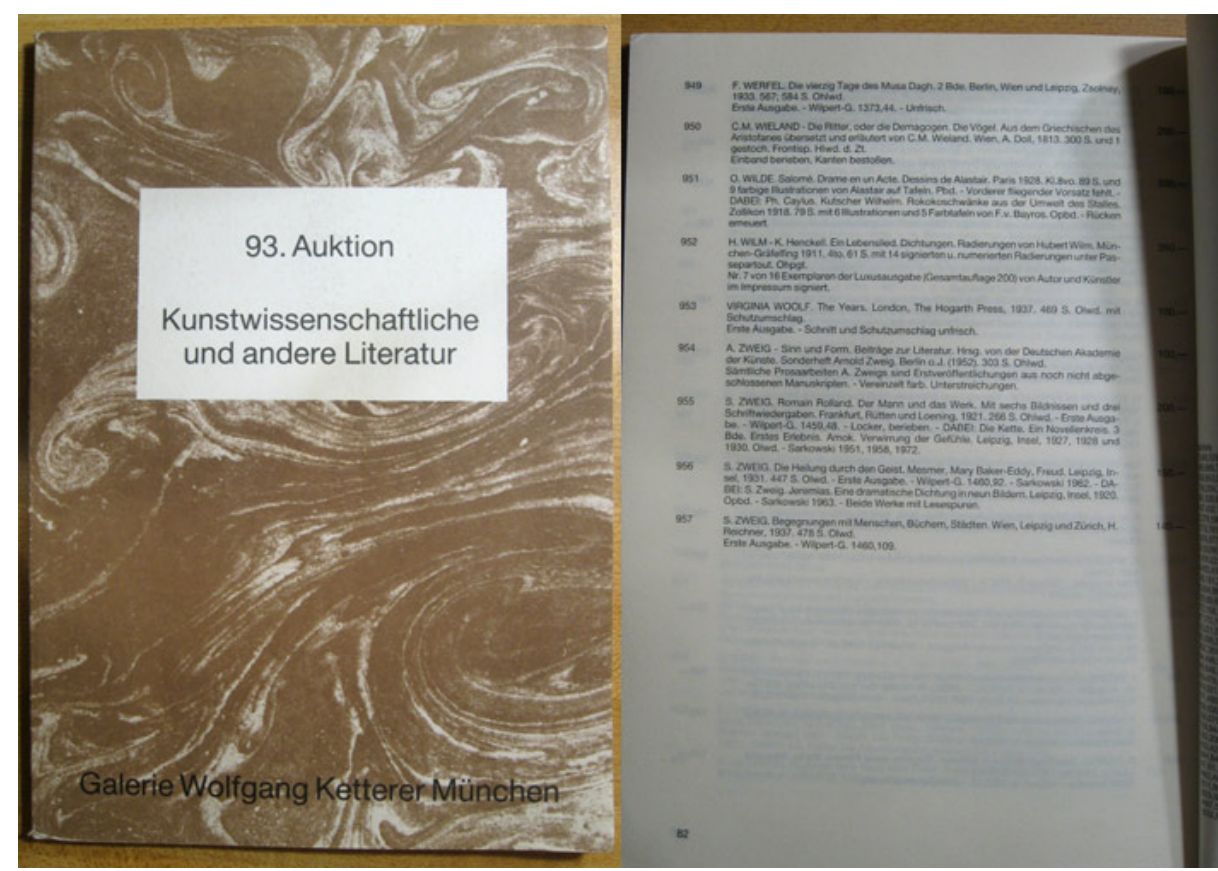 93. Auktion
Kunstwissenschaftliche
und andere Literatur
Galerie Wolfgang Ketterer München
949 F. WERFEL. Die vierzig Tage des Musa Dagh. 2 Bde. Berlin, Wien und Leipzig, Zsolnay,
1933. 567; 584 S. Ohlwd.
Erste Ausgabe. - Wilpert-G. 1373,44. - Unfrisch.
950 C.M. WIELAND - Die Ritter, oder die Demagogen. Die Vögel. Aus dem Griechischen des
Aristofanes übersetzt und erläutert von C.M. Wieland. Wien, A. Doll, 1813. 300 S. und 1
gestoch. Frontisp. Hlwd. d. Zt.
Einband berieben, Kanten bestoßen.
951 O. WILDE. Salomé. Drame en un Acte. Dessins de Alastair. Paris 1928. Kl.8vo. 89 S. und
9 farbige Illustrationen von Alastair auf Tafeln. Pbd. - Vorderer fliegender Vorsatz fehlt. -
DABEI: Ph. Caylus. Kutscher Wilhelm. Rokokoschwänke aus der Umwelt des Stalles.
Zollikon 1918. 79 S. mit 6 Illustrationen und 5 Farbtafeln von F.v. Bayros. Opbd. - Rücken
erneuert.
952 H. WILM - K. Henckell. Ein Lebenslied. Dichtungen. Radierungen von Hubert Wilm. Mün-
chen-Gräfelfing 1911. 4to. 61 S. mit 14 signierten u. numerierten Radierungen unter Pas-
separtout. Ohpgt.
Nr. 7 von 16 Exemplaren der Luxusausgabe (Gesamtauflage 200) von Autor und Künstler
im Impressum signiert.
953 VIRGINIA WOOLF. The Years. London, The Hogarth Press, 1937. 469 S. Olwd. mit
Schutzumschlag.
Erste Ausgabe. - Schnitt und Schutzumschlag unfrisch.
954 A. ZWEIG - Sinn und Form. Beiträge zur Literatur. Hrsg. von der Deutschen Akademie
der Künste. Sonderheft Arnold Zweig. Berlin o.J. (1952). 303 S. Ohlwd.
Sämtliche Prosaarbeiten A. Zweigs sind Erstveröffentlichungen aus noch nicht abge-
schlossenen Manuskripten. - Vereinzelt farb. Unterstreichungen.
955 S. ZWEIG. Romain Rolland. Der Mann und das Werk. Mit sechs Bildnissen und drei
Schriftwiedergaben. Frankfurt, Rütten und Loening, 1921. 266 S. Ohlwd. - Erste Ausga-
be. - Wilpert-G. 1459,48. - Locker, berieben. - DABEI: Die Kette. Ein Novellenkreis. 3
Bde. Erstes Erlebnis. Amok. Verwirrung der Gefühle. Leipzig, Insel, 1927, 1928 und
1930. Olwd. - Sarkowski 1951, 1958, 1972.
956 S. ZWEIG. Die Heilung durch den Geist. Mesmer, Mary Baker-Eddy, Freud. Leipzig, In-
sel, 1931. 447 S. Olwd. - Erste Ausgabe. - Wilpert-G. 1460,92. - Sarkowski 1962. - DA-
BEI: S. Zweig. Jeremias. Eine dramatische Dichtung in neun Bildern. Leipzig, Insel, 1920.
Opbd. - Sarkowski 1963. - Beide Werke mit Lesespuren.
957 S. ZWEIG. Begegnungen mit Menschen, Büchern, Städten. Wien, Leipzig und Zürich, H.
Reichner, 1937. 478 S. Olwd.
Erste Ausgabe. - Wilpert-G. 1460,109.
82